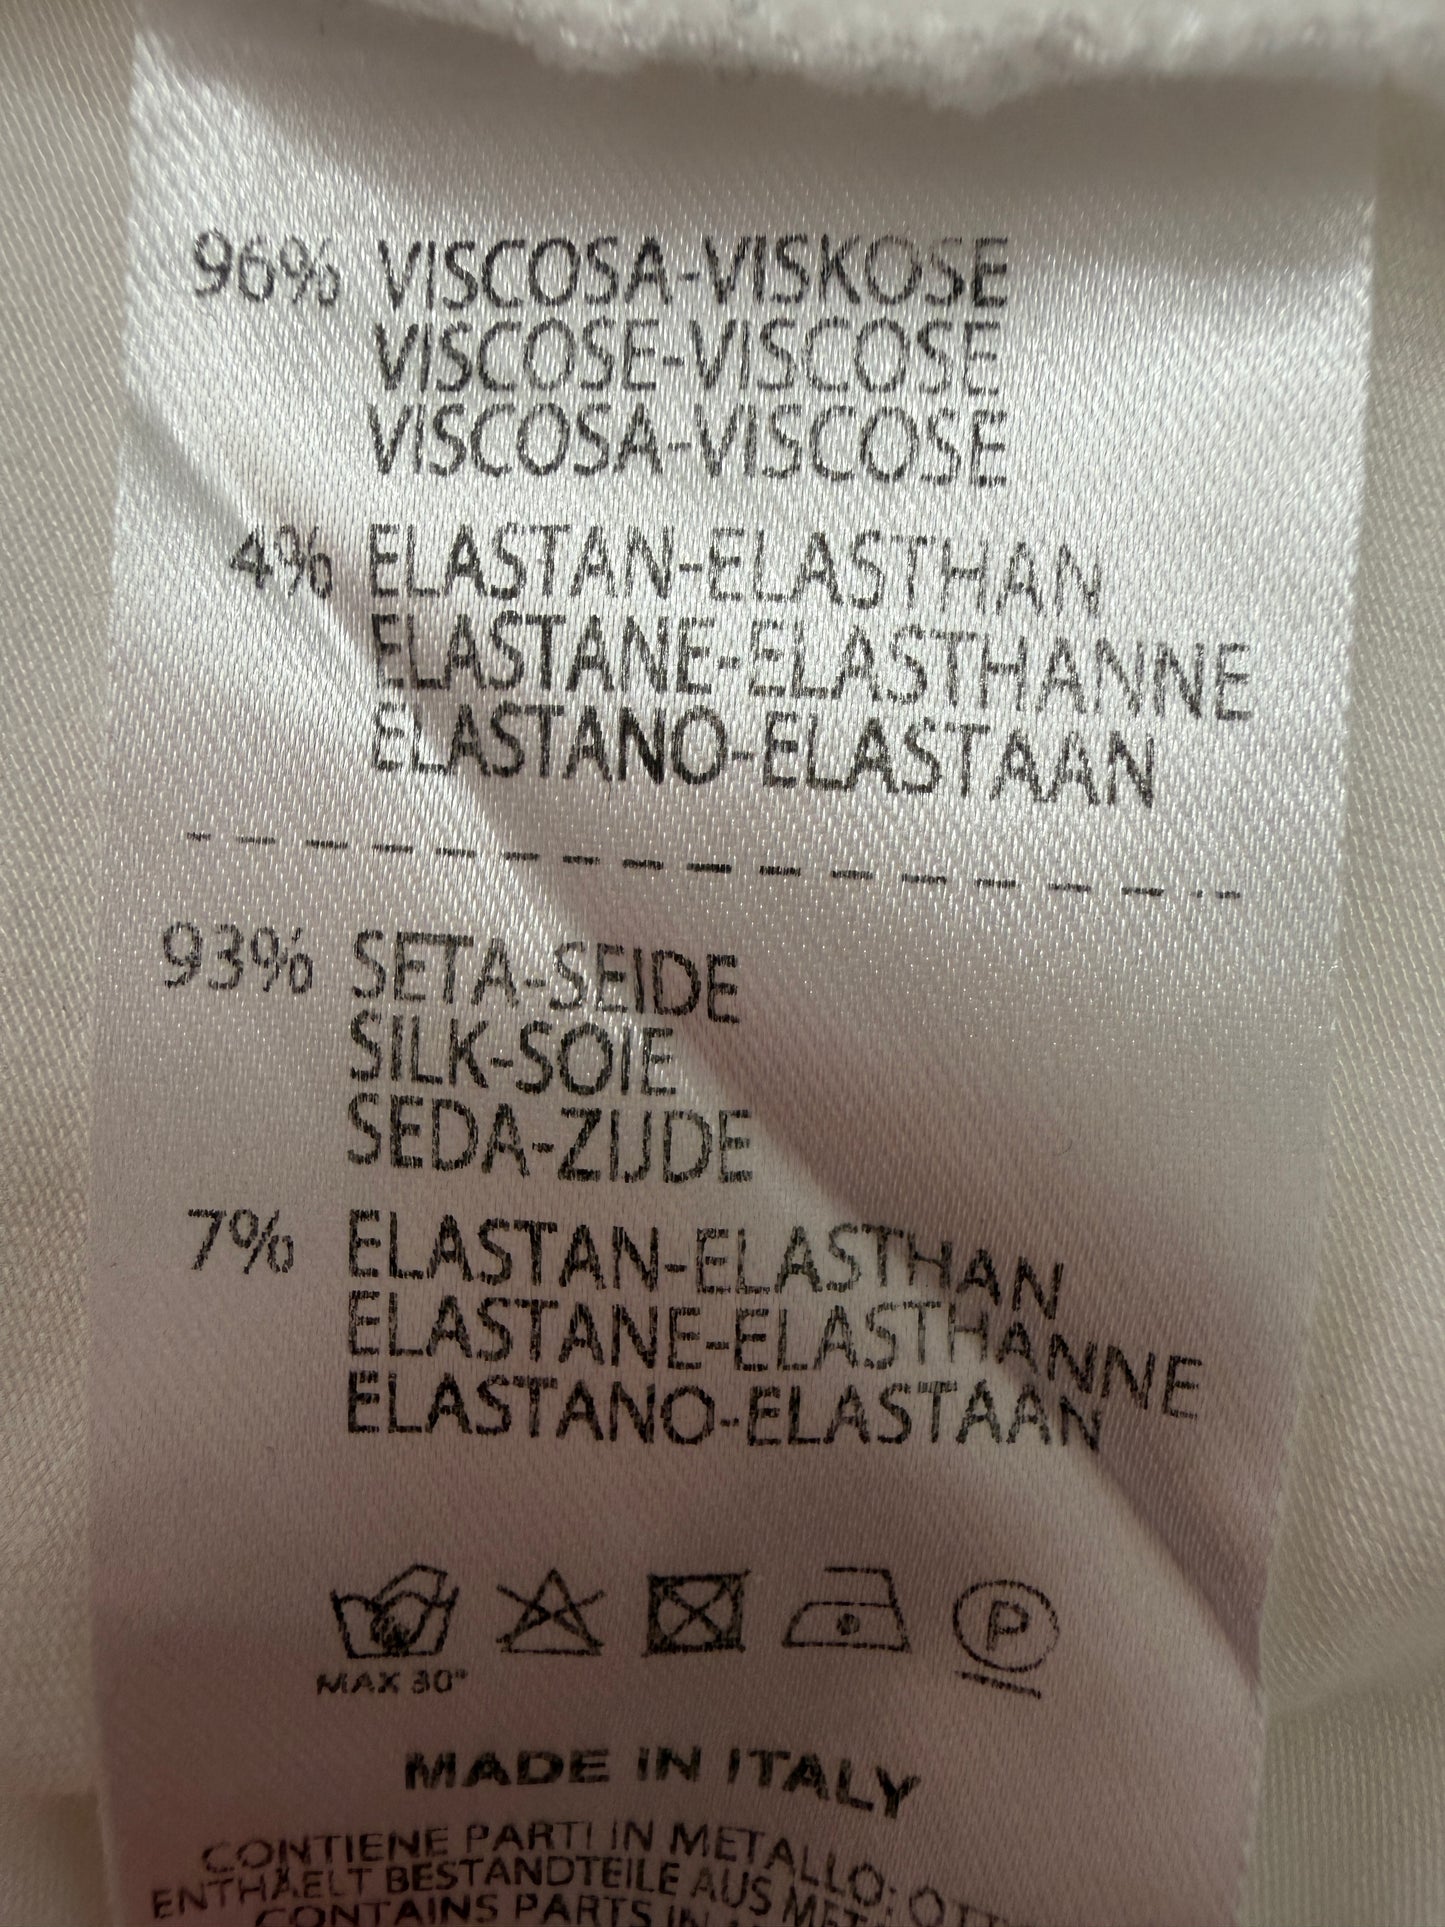 96% VISCOSA-VISKOSE
VISCOSE-VISCOSE
VISCOSA-VISCOSE
4% ELASTAN-ELASTHAN
ELASTANE-ELASTHANNE
ELASTANO-ELASTAAN
93% SETA-SEIDE
SILK-SOIE
SEDA-ZIJDE
7% ELASTAN-ELASTHAN
ELASTANE-ELASTHANNE
ELASTANO-ELASTAAN
P
MAX 30°
MADE IN ITALY
CONTIENE PARTI IN METALLO:
ENTHAELT BESTANDTEILE AUS
CONTAINS PARTS IN